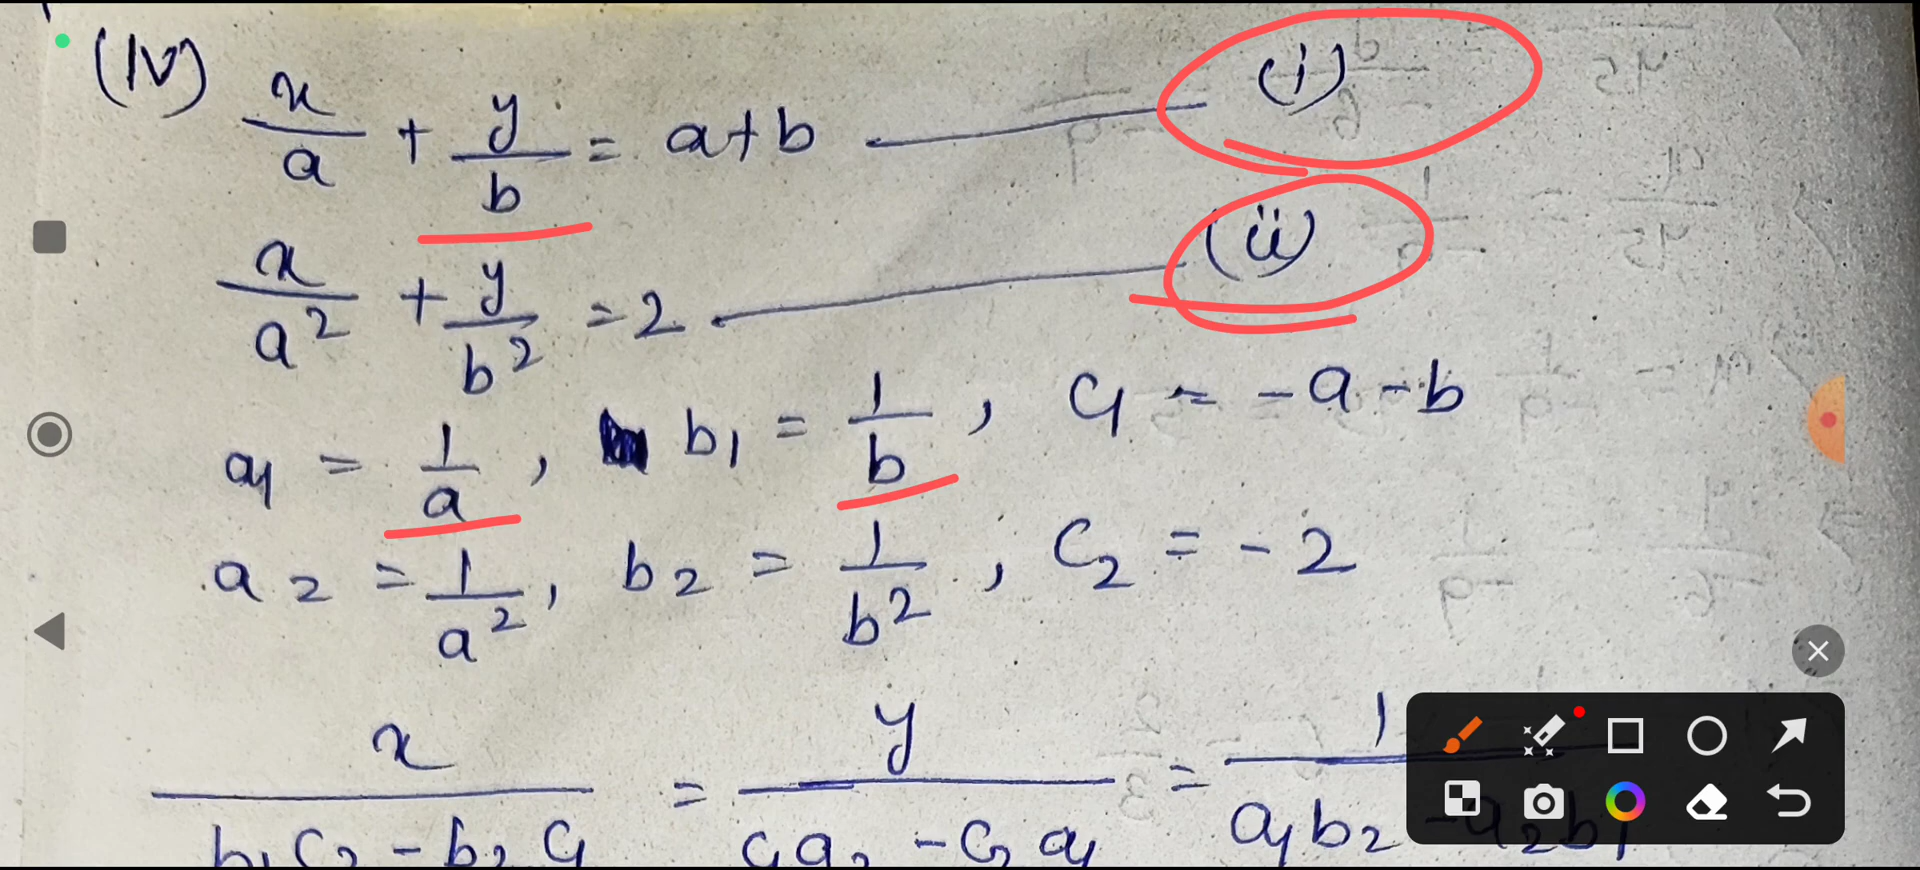 (iv) x/a + y/b = a+b —— (i)
x/a² + y/b² = 2 —— (ii)
a₁ = 1/a , b₁ = 1/b , c₁ = -a-b
a₂ = 1/a² , b₂ = 1/b² , c₂ = -2
x/(b₁c₂ - b₂c₁) = y/(c₁a₂ - c₂a₁) = 1/(a₁b₂ - a₂b₁)